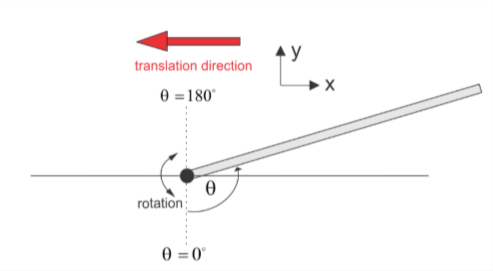 y
translation direction
x
θ =180°
θ
rotation
θ =0°